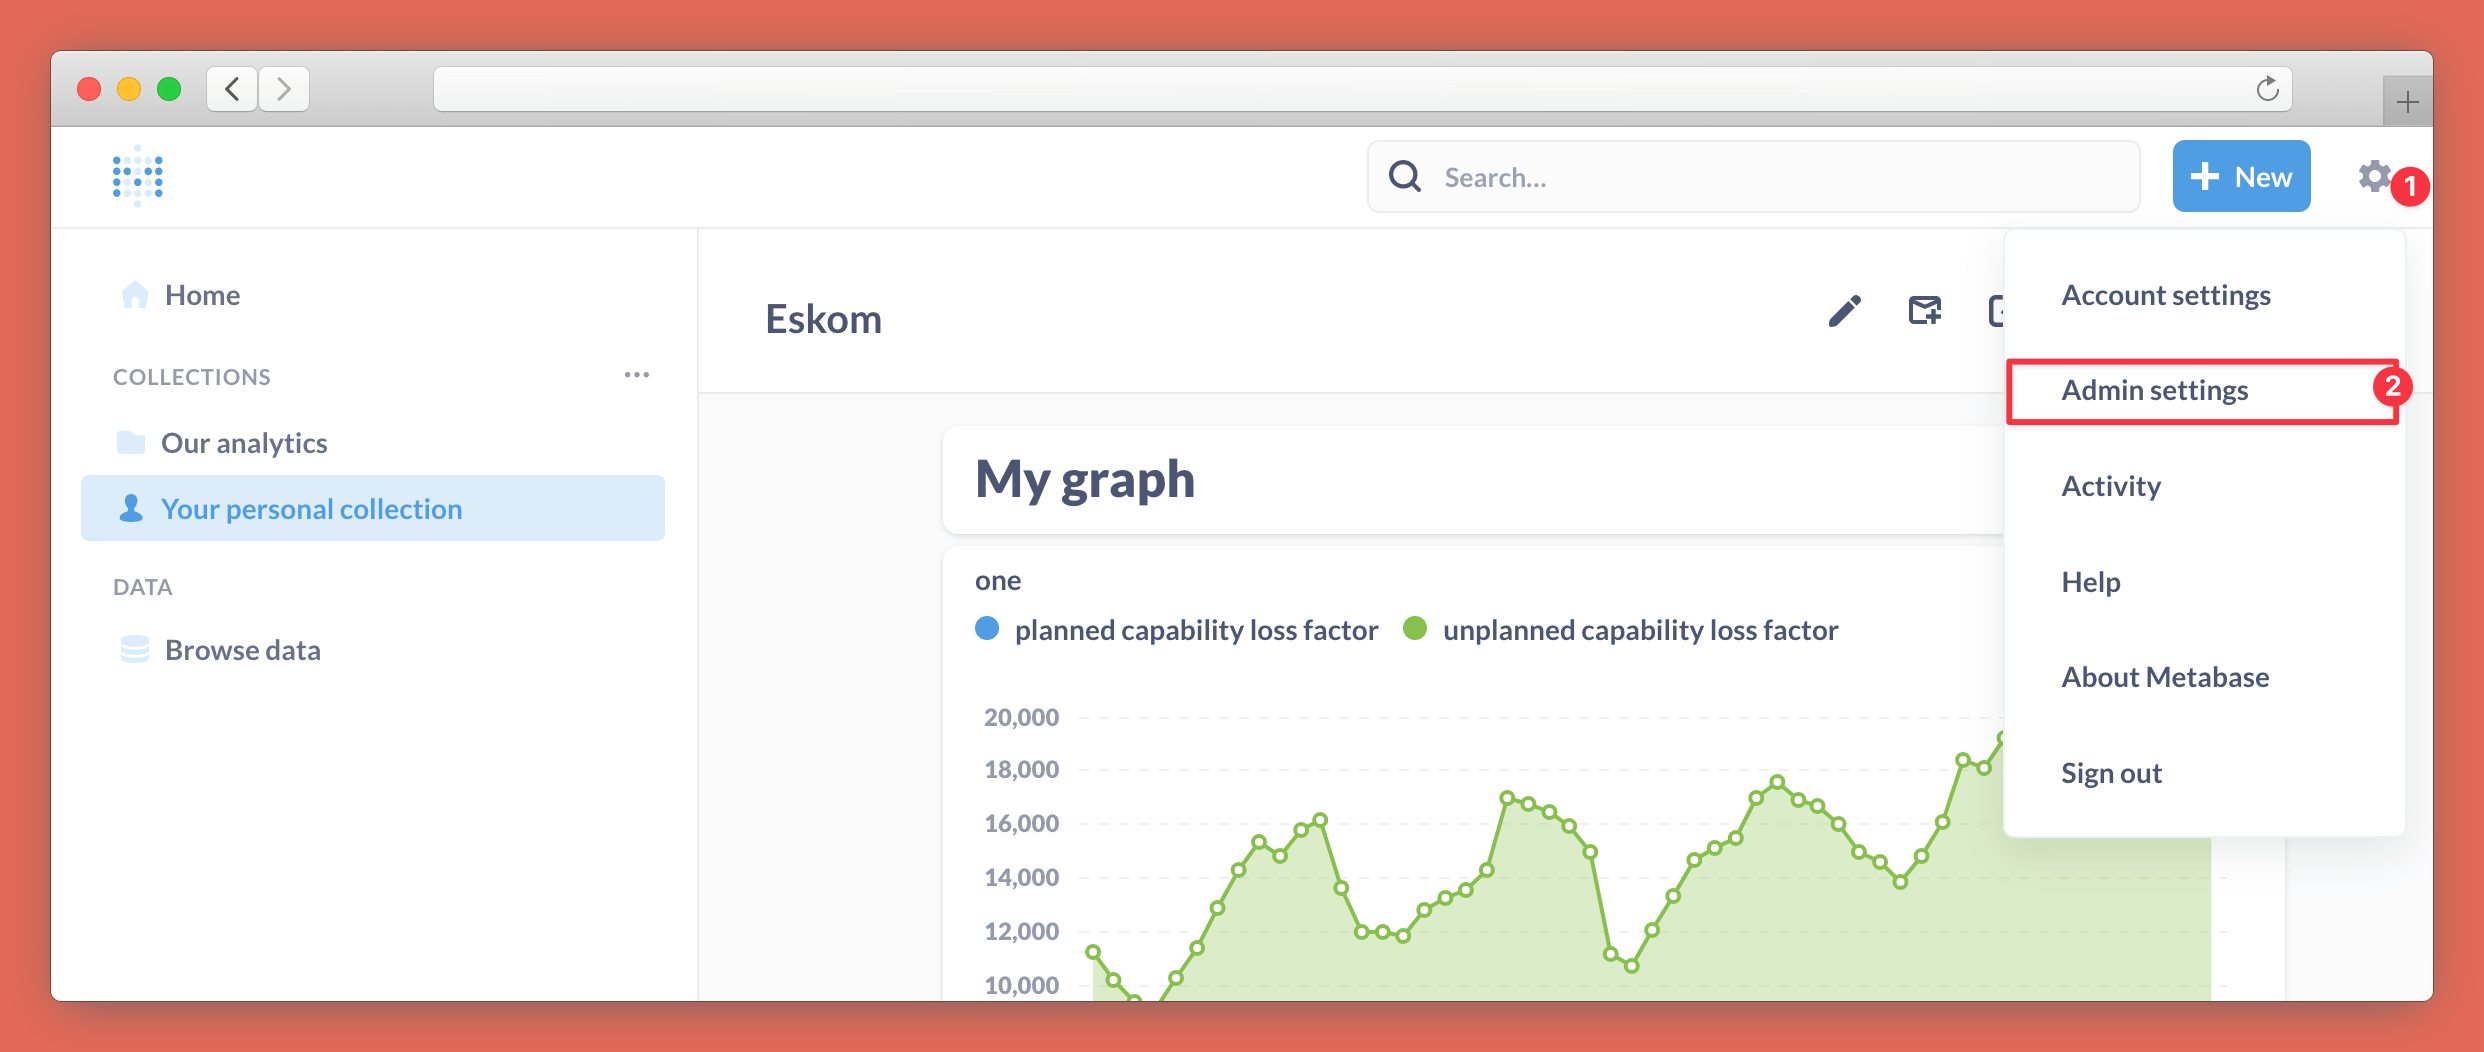 Search...
New
1
Home
COLLECTIONS
Our analytics
Your personal collection
DATA
Browse data
Eskom
My graph
one
planned capability loss factor
unplanned capability loss factor
20,000
18,000
16,000
14,000
12,000
10,000
Account settings
Admin settings
2
Activity
Help
About Metabase
Sign out